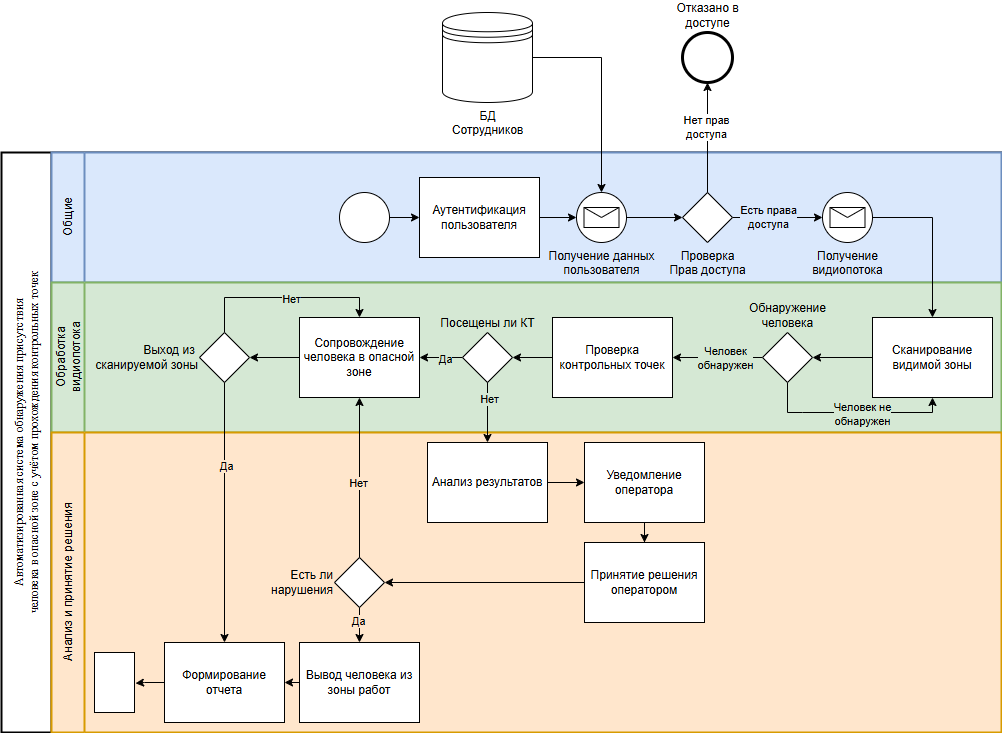 Отказано в
доступе
БД
Сотрудников
Нет прав
доступа
Автоматизированная система обнаружения присутствия
человека в опасной зоне с учётом прохождения контрольных точек
Общие
Аутентификация
пользователя
Получение данных
пользователя
Проверка
Прав доступа
Есть права
доступа
Получение
видиопотока
Обработка
видиопотока
Нет
Выход из
сканируемой зоны
Сопровождение
человека в опасной
зоне
Да
Посещены ли КТ
Нет
Проверка
контрольных точек
Человек
обнаружен
Обнаружение
человека
Человек не
обнаружен
Сканирование
видимой зоны
Анализ и принятие решения
Да
Нет
Анализ результатов
Уведомление
оператора
Принятие решения
оператором
Есть ли
нарушения
Да
Формирование
отчета
Вывод человека из
зоны работ